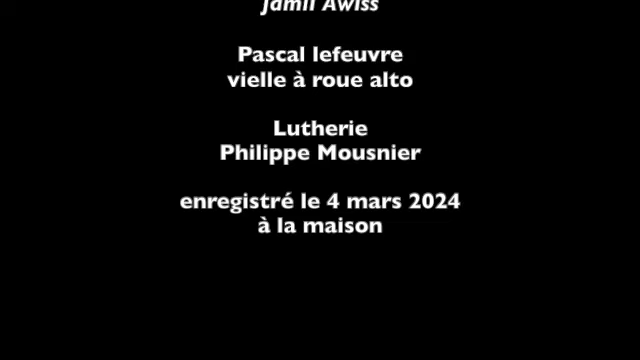 Jamil Awiss
Pascal lefeuvre
vielle à roue alto
Lutherie
Philippe Mousnier
enregistré le 4 mars 2024
à la maison